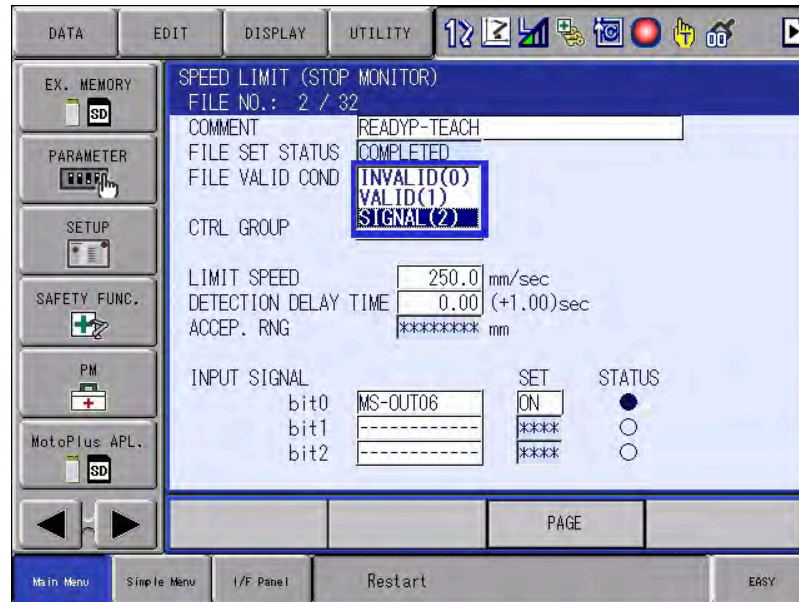 DATA EDIT DISPLAY UTILITY 12
EX. MEMORY
SD
PARAMETER
SETUP
SAFETY FUNC.
PM
MotoPlus APL.
SD
SPEED LIMIT (STOP MONITOR)
FILE NO.: 2 / 32
COMMENT READYP-TEACH
FILE SET STATUS COMPLETED
FILE VALID COND INVALID(0)
VALID(1)
SIGNAL(2)
CTRL GROUP
LIMIT SPEED 250.0 mm/sec
DETECTION DELAY TIME 0.00 (+1.00)sec
ACCEP. RNG ******** mm
INPUT SIGNAL SET STATUS
bit0 MS-OUT06 ON
bit1 ------------ ****
bit2 ------------ ****
PAGE
Main Menu Simple Menu I/F Panel Restart EASY